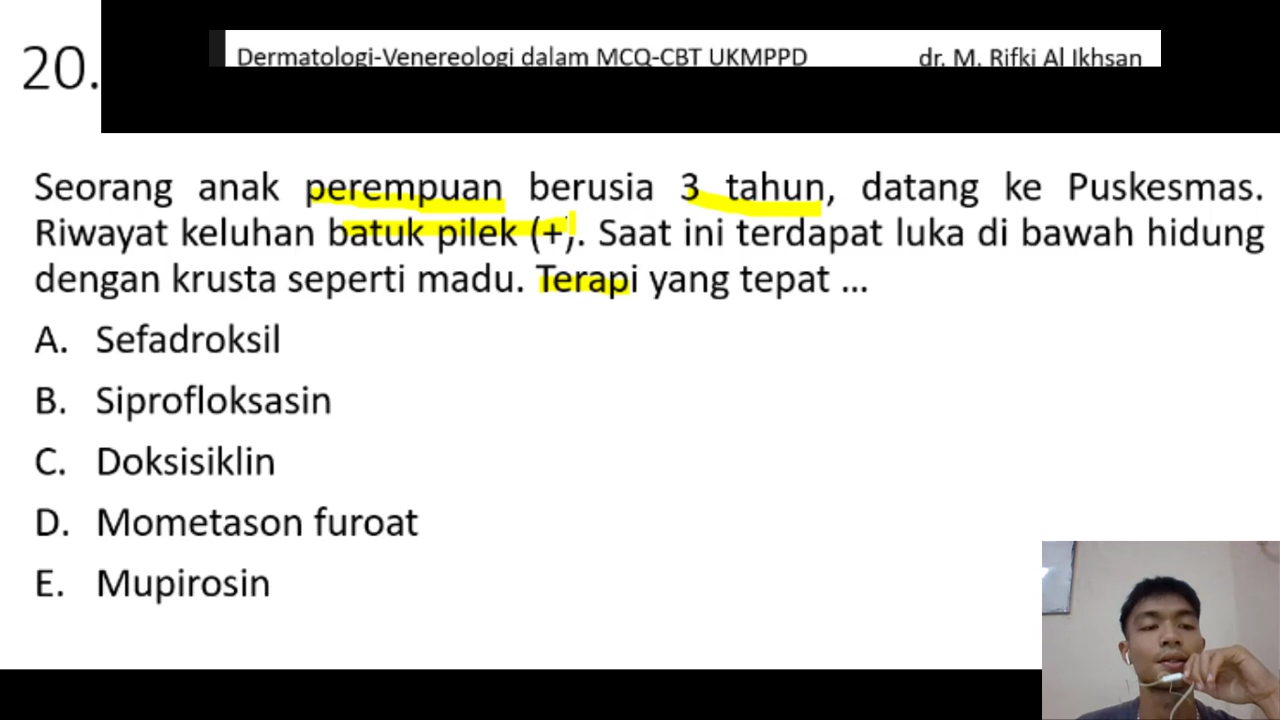 20.
Dermatologi-Venereologi dalam MCQ-CBT UKMPPD dr. M. Rifki Al Ikhsan
Seorang anak perempuan berusia 3 tahun, datang ke Puskesmas.
Riwayat keluhan batuk pilek (+). Saat ini terdapat luka di bawah hidung
dengan krusta seperti madu. Terapi yang tepat ...
A. Sefadroksil
B. Siprofloksasin
C. Doksisiklin
D. Mometason furoat
E. Mupirosin